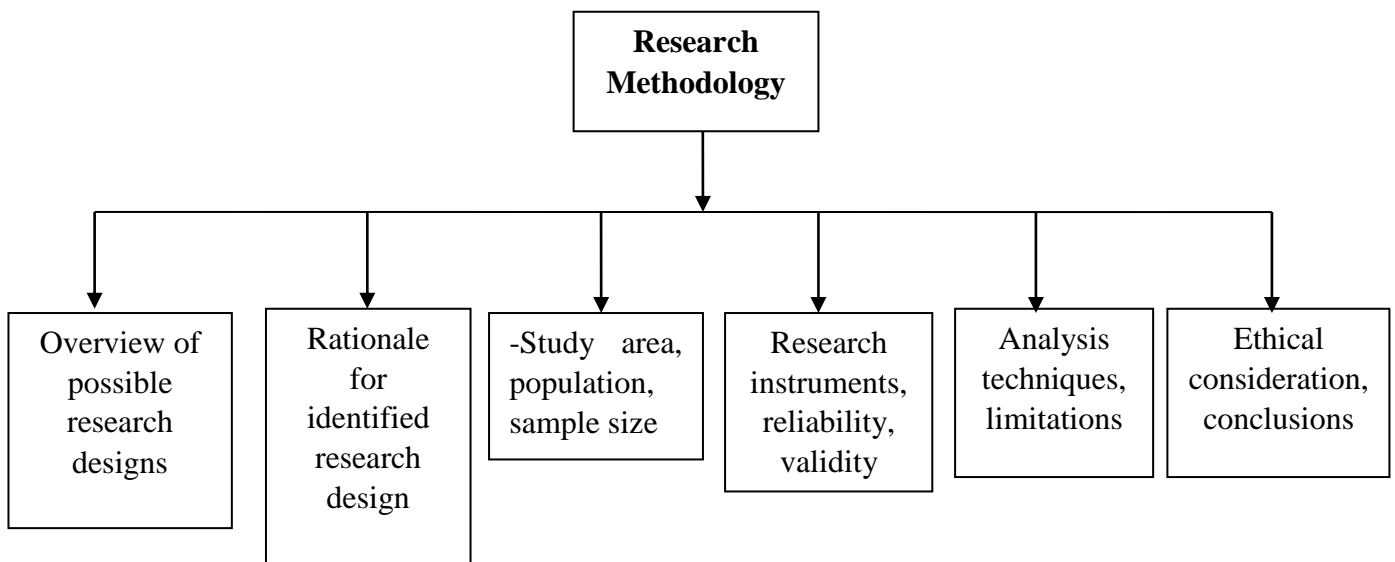 Research
Methodology
Overview of
possible
research
designs
Rationale
for
identified
research
design
-Study area,
population,
sample size
Research
instruments,
reliability,
validity
Analysis
techniques,
limitations
Ethical
consideration,
conclusions